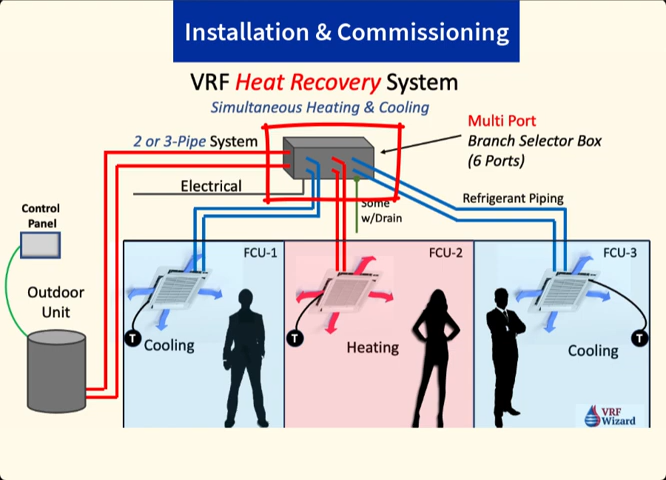 Installation & Commissioning
VRF Heat Recovery System
Simultaneous Heating & Cooling
Multi Port
Branch Selector Box
(6 Ports)
2 or 3-Pipe System
Electrical
Some
w/Drain
Refrigerant Piping
Control
Panel
Outdoor
Unit
FCU-1
FCU-2
FCU-3
T
Cooling
T
Heating
T
Cooling
VRF
Wizard